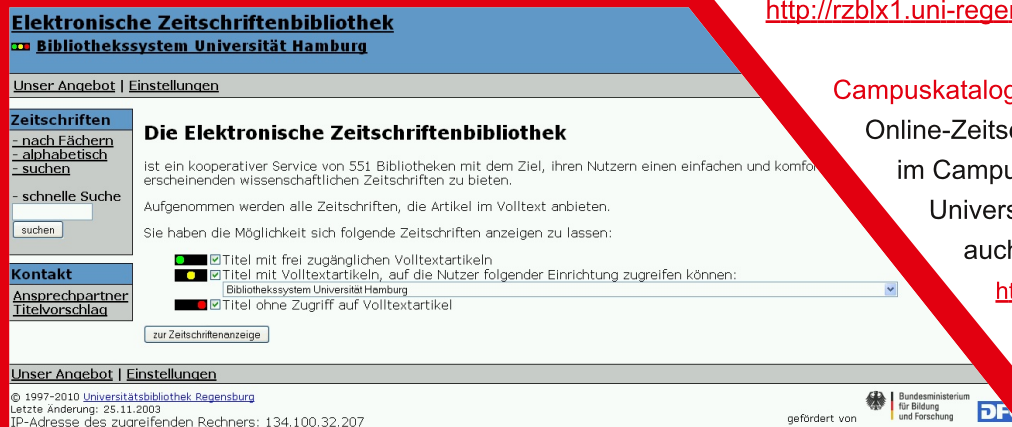 Elektronische Zeitschriftenbibliothek
Bibliothekssystem Universität Hamburg
Unser Angebot | Einstellungen
Zeitschriften
- nach Fächern
- alphabetisch
- suchen
- schnelle Suche
suchen
Kontakt
Ansprechpartner
Titelvorschlag
Die Elektronische Zeitschriftenbibliothek
ist ein kooperativer Service von 551 Bibliotheken mit dem Ziel, ihren Nutzern einen einfachen und
erscheinenden wissenschaftlichen Zeitschriften zu bieten.
Aufgenommen werden alle Zeitschriften, die Artikel im Volltext anbieten.
Sie haben die Möglichkeit sich folgende Zeitschriften anzeigen zu lassen:
Titel mit frei zugänglichen Volltextartikeln
Titel mit Volltextartikeln, auf die Nutzer folgender Einrichtung zugreifen können:
Bibliothekssystem Universität Hamburg
Titel ohne Zugriff auf Volltextartikel
zur Zeitschriftenanzeige
Unser Angebot | Einstellungen
© 1997-2010 Universitätsbibliothek Regensburg
Letzte Änderung: 25.11.2003
IP-Adresse des zugreifenden Rechners: 134.100.32.207
gefördert von
Bundesministerium
für Bildung
und Forschung
http://rzblx1.uni-rege
Campuskatalog
Online-Zeits
im Campu
Univers
auch